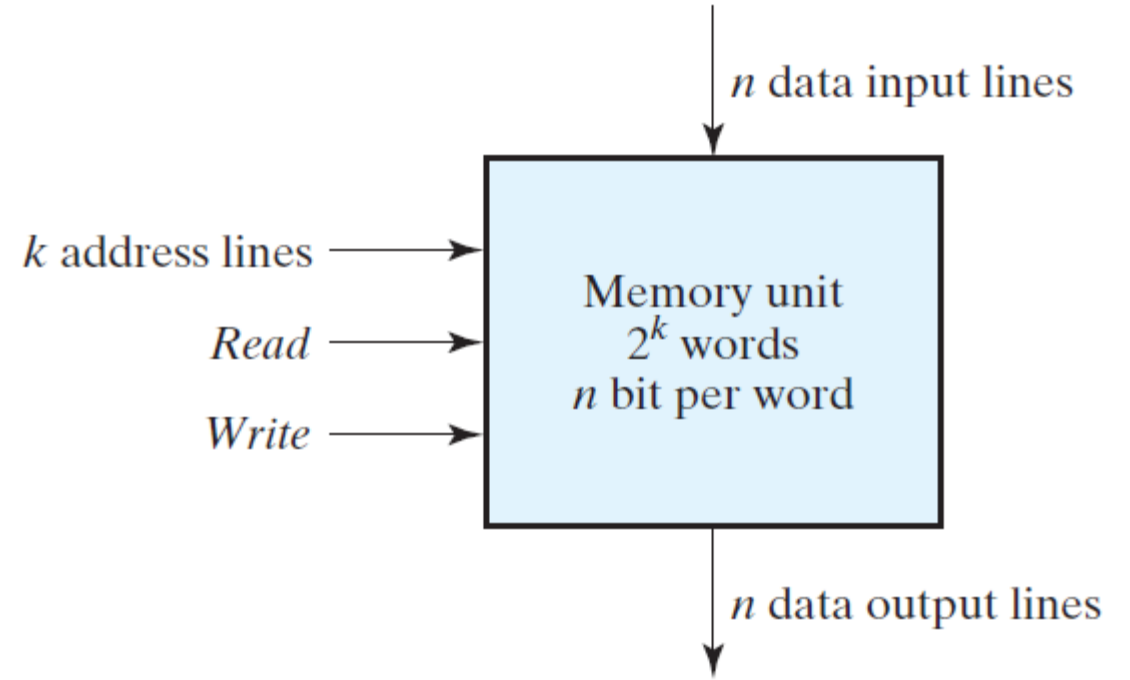 n data input lines
k address lines
Read
Write
Memory unit
2^k words
n bit per word
n data output lines